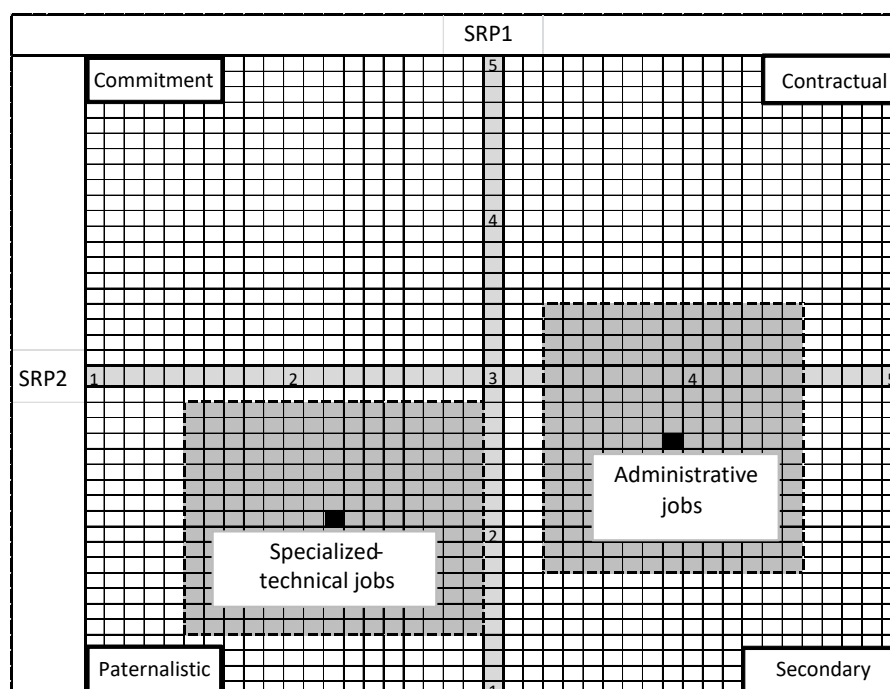 SRP1
Commitment
5
Contractual
4
SRP2
1
2
3
4
5
Administrative
jobs
2
Specialized-
technical jobs
Paternalistic
1
Secondary